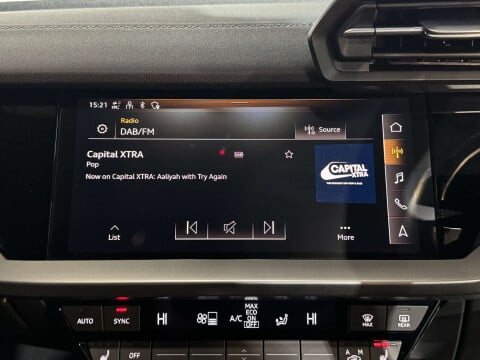 15:21
Radio
DAB/FM
Source
Capital XTRA
Pop
Now on Capital XTRA: Aaliyah with Try Again
CAPITAL
XTRA
List
More
AUTO
SYNC
HI
A/C
MAX
ECO
ON
OFF
HI
MAX
REAR
OFF
A
M